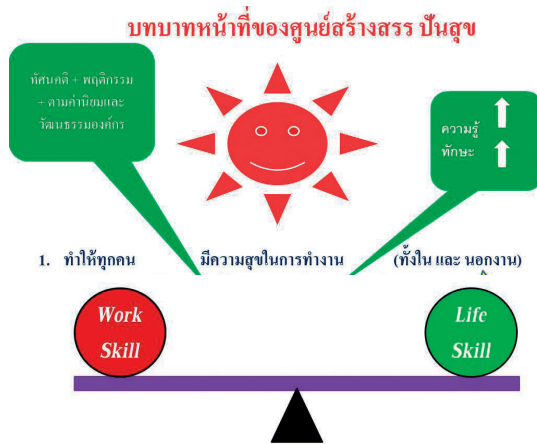 บทบาทหน้าที่ของศูนย์สร้างสรร ปันสุข
ทัศนคติ + พฤติกรรม
+ ตามค่านิยมและ
วัฒนธรรมองค์กร
ความรู้
ทักษะ
1. ทำให้ทุกคน มีความสุขในการทำงาน (ทั้งใน และ นอกงาน)
Work
Skill
Life
Skill